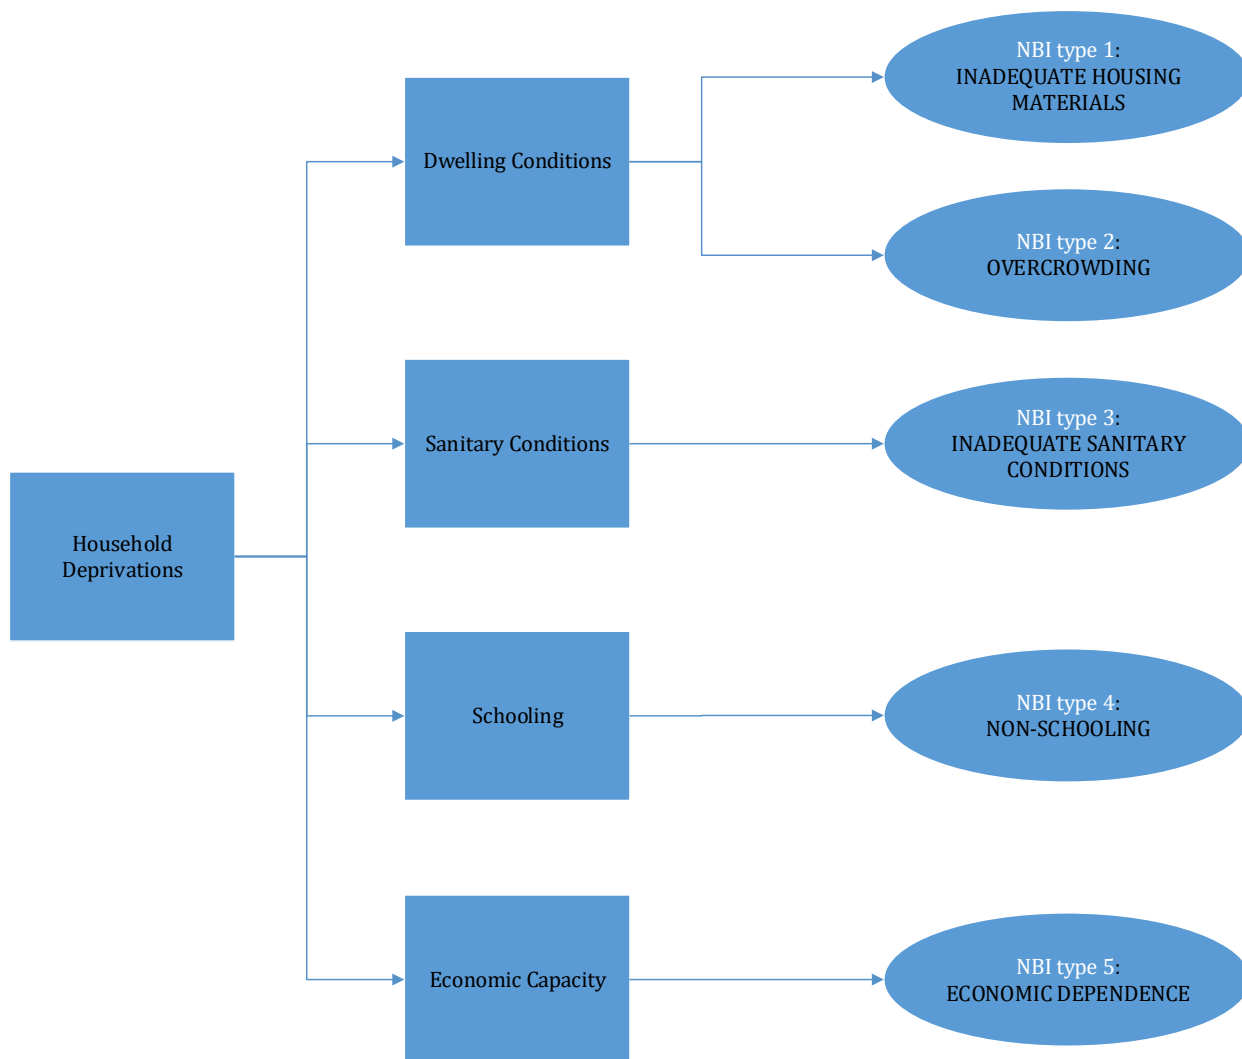 NBI type 1:
INADEQUATE HOUSING
MATERIALS
Dwelling Conditions
NBI type 2:
OVERCROWDING
Sanitary Conditions
NBI type 3:
INADEQUATE SANITARY
CONDITIONS
Household
Deprivations
Schooling
NBI type 4:
NON-SCHOOLING
Economic Capacity
NBI type 5:
ECONOMIC DEPENDENCE